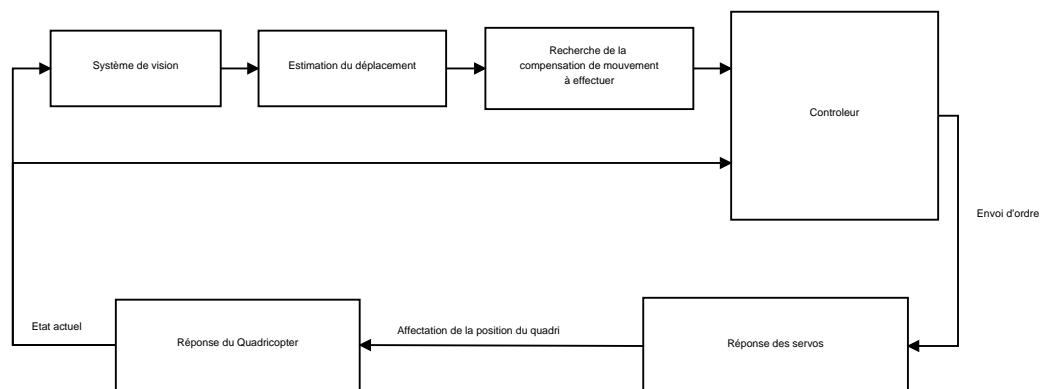 Système de vision
Estimation du déplacement
Recherche de la
compensation de mouvement
à effectuer
Controleur
Envoi d'ordre
Etat actuel
Réponse du Quadricopter
Affectation de la position du quadri
Réponse des servos